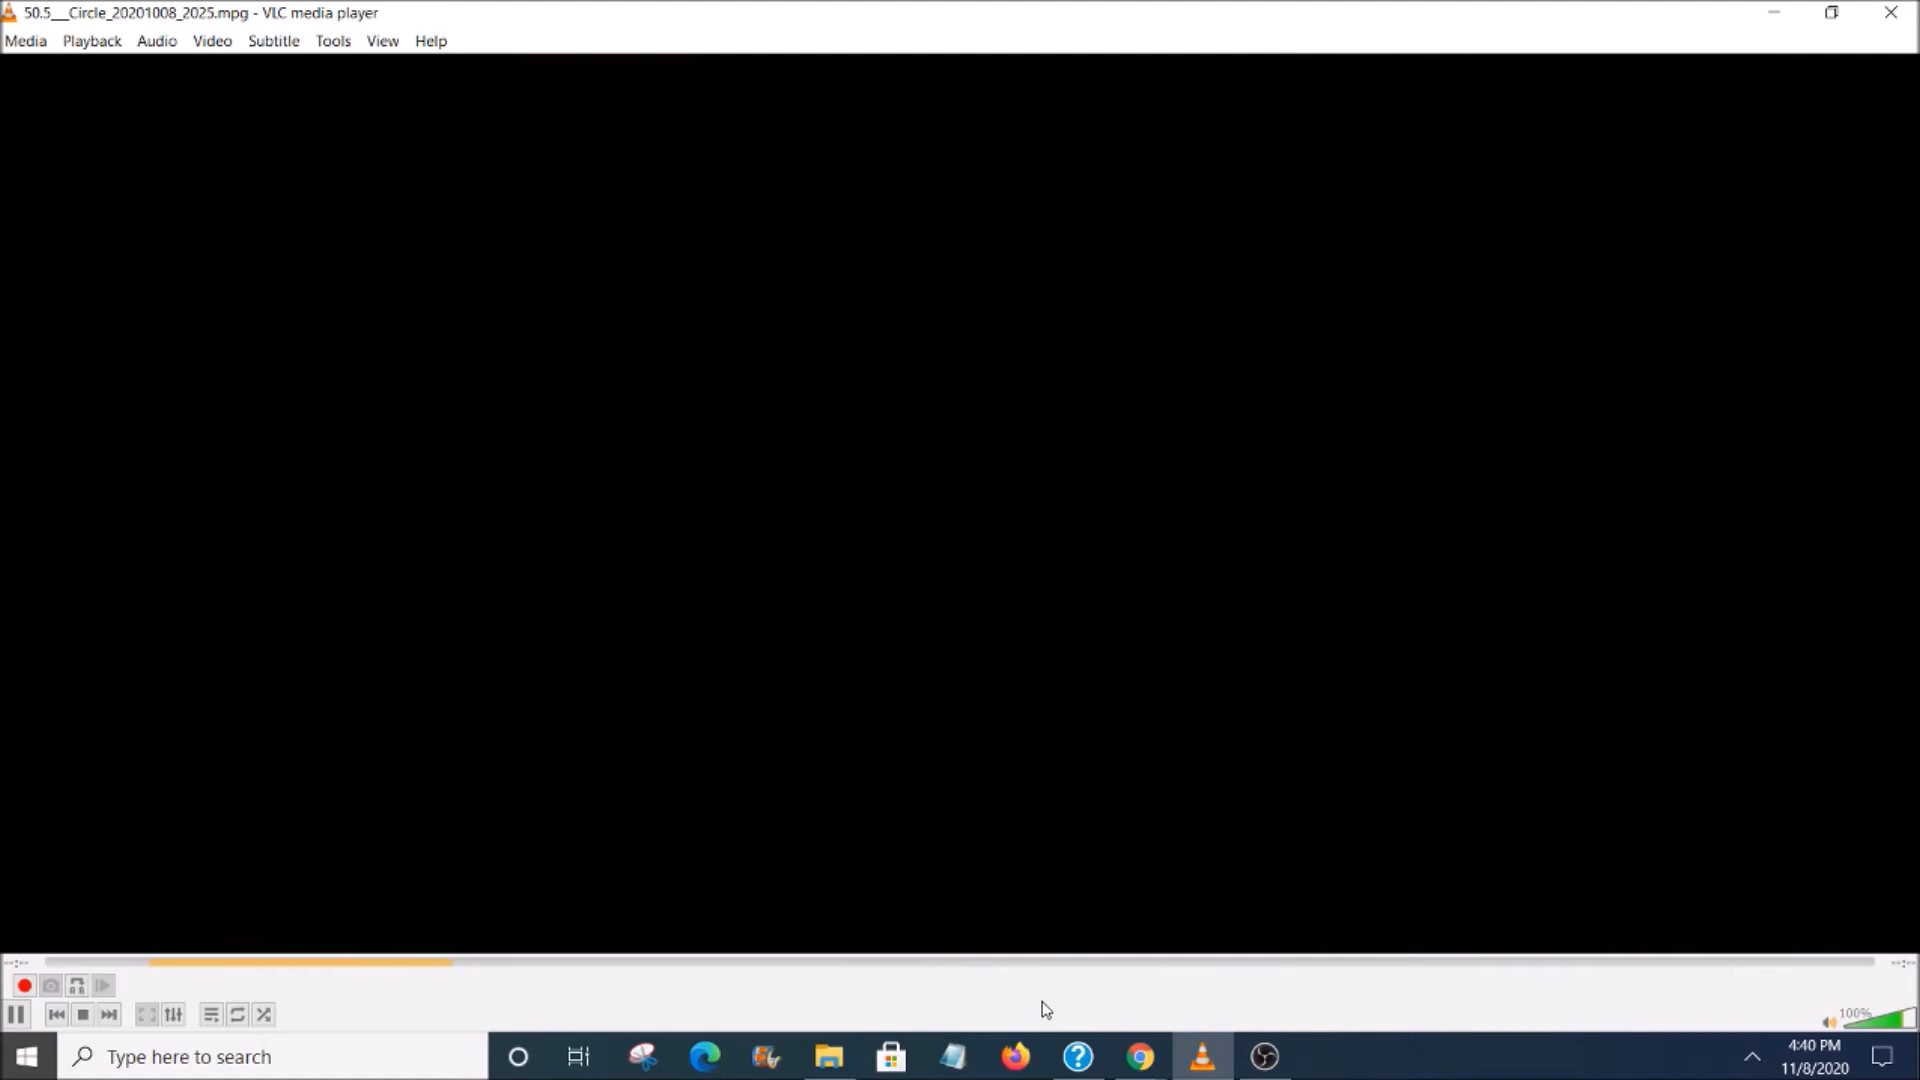 50.5___Circle_20201008_2025.mpg - VLC media player
Media Playback Audio Video Subtitle Tools View Help
--:-- --:--
100%
Type here to search
4:40 PM
11/8/2020